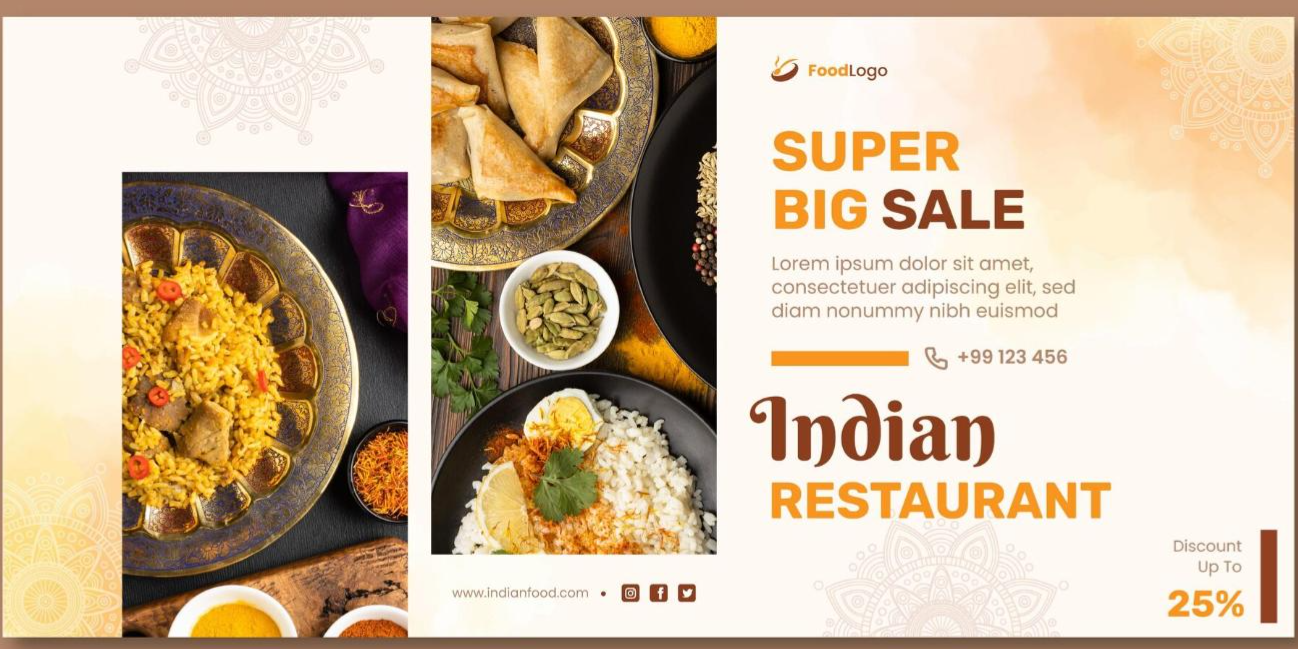 FoodLogo
SUPER
BIG SALE
Lorem ipsum dolor sit amet,
consectetuer adipiscing elit, sed
diam nonummy nibh euismod
+99 123 456
Indian
RESTAURANT
Discount
Up To
25%
www.indianfood.com